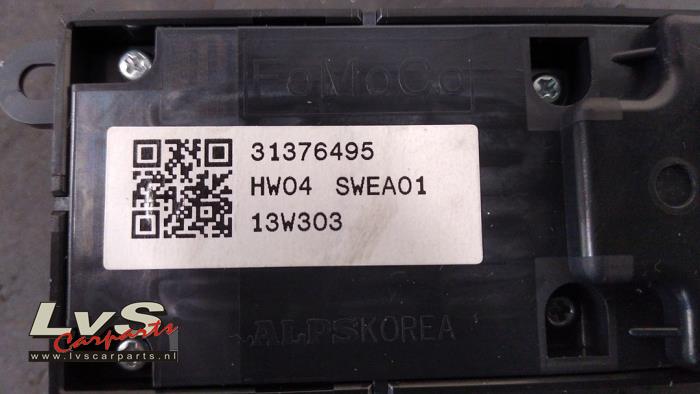 FoMoCo
31376495
HW04 SWEA01
13W303
ALPSKOREA
LvS
Carparts
www.lvscarparts.nl